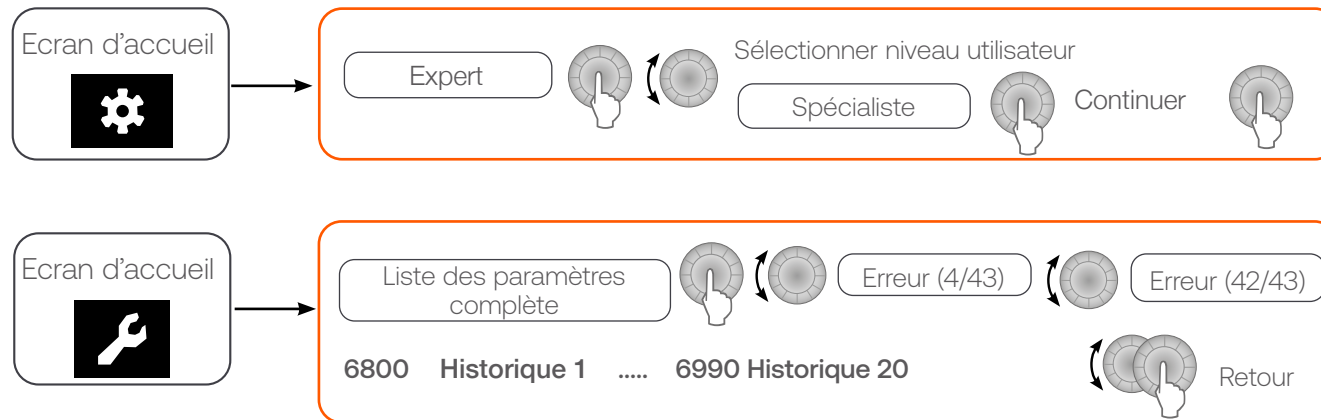 Ecran d'accueil
Expert
Sélectionner niveau utilisateur
Spécialiste
Continuer
Ecran d'accueil
Liste des paramètres
complète
Erreur (4/43)
Erreur (42/43)
6800 Historique 1 ..... 6990 Historique 20
Retour